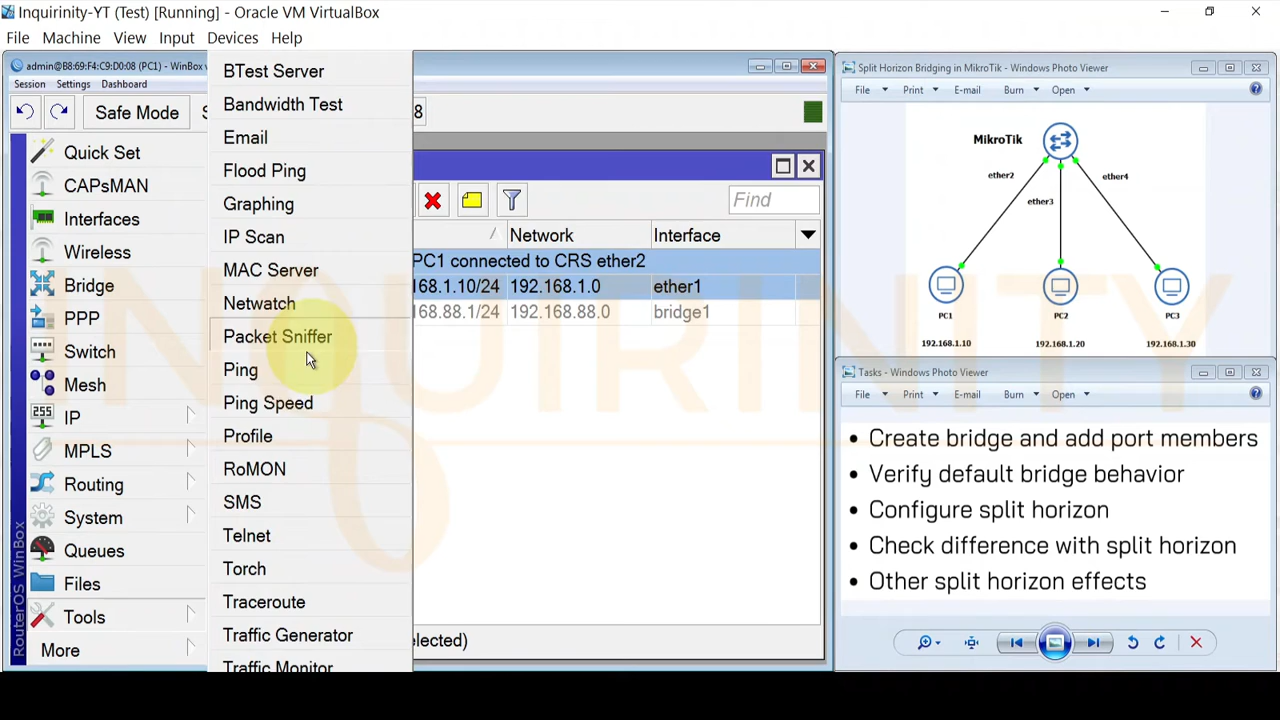 Inquirinity-YT (Test) [Running] - Oracle VM VirtualBox
File Machine View Input Devices Help
admin@B8:69:F4:C9:D0:08 (PC1) - WinBox
Session Settings Dashboard
Safe Mode
8
Quick Set
CAPsMAN
Interfaces
Wireless
Bridge
PPP
Switch
Mesh
IP
255
MPLS
Routing
System
Queues
Files
Tools
More
RouterOS WinBox
BTest Server
Bandwidth Test
Email
Flood Ping
Graphing
IP Scan
MAC Server
Netwatch
Packet Sniffer
Ping
Ping Speed
Profile
RoMON
SMS
Telnet
Torch
Traceroute
Traffic Generator
Traffic Monitor
Find
Network Interface
PC1 connected to CRS ether2
168.1.10/24 192.168.1.0 ether1
168.88.1/24 192.168.88.0 bridge1
elected)
Split Horizon Bridging in MikroTik - Windows Photo Viewer
File Print E-mail Burn Open
MikroTik
ether2
ether3
ether4
PC1 PC2 PC3
192.168.1.10 192.168.1.20 192.168.1.30
Tasks - Windows Photo Viewer
File Print E-mail Burn Open
• Create bridge and add port members
• Verify default bridge behavior
• Configure split horizon
• Check difference with split horizon
• Other split horizon effects
INQUIRINITY